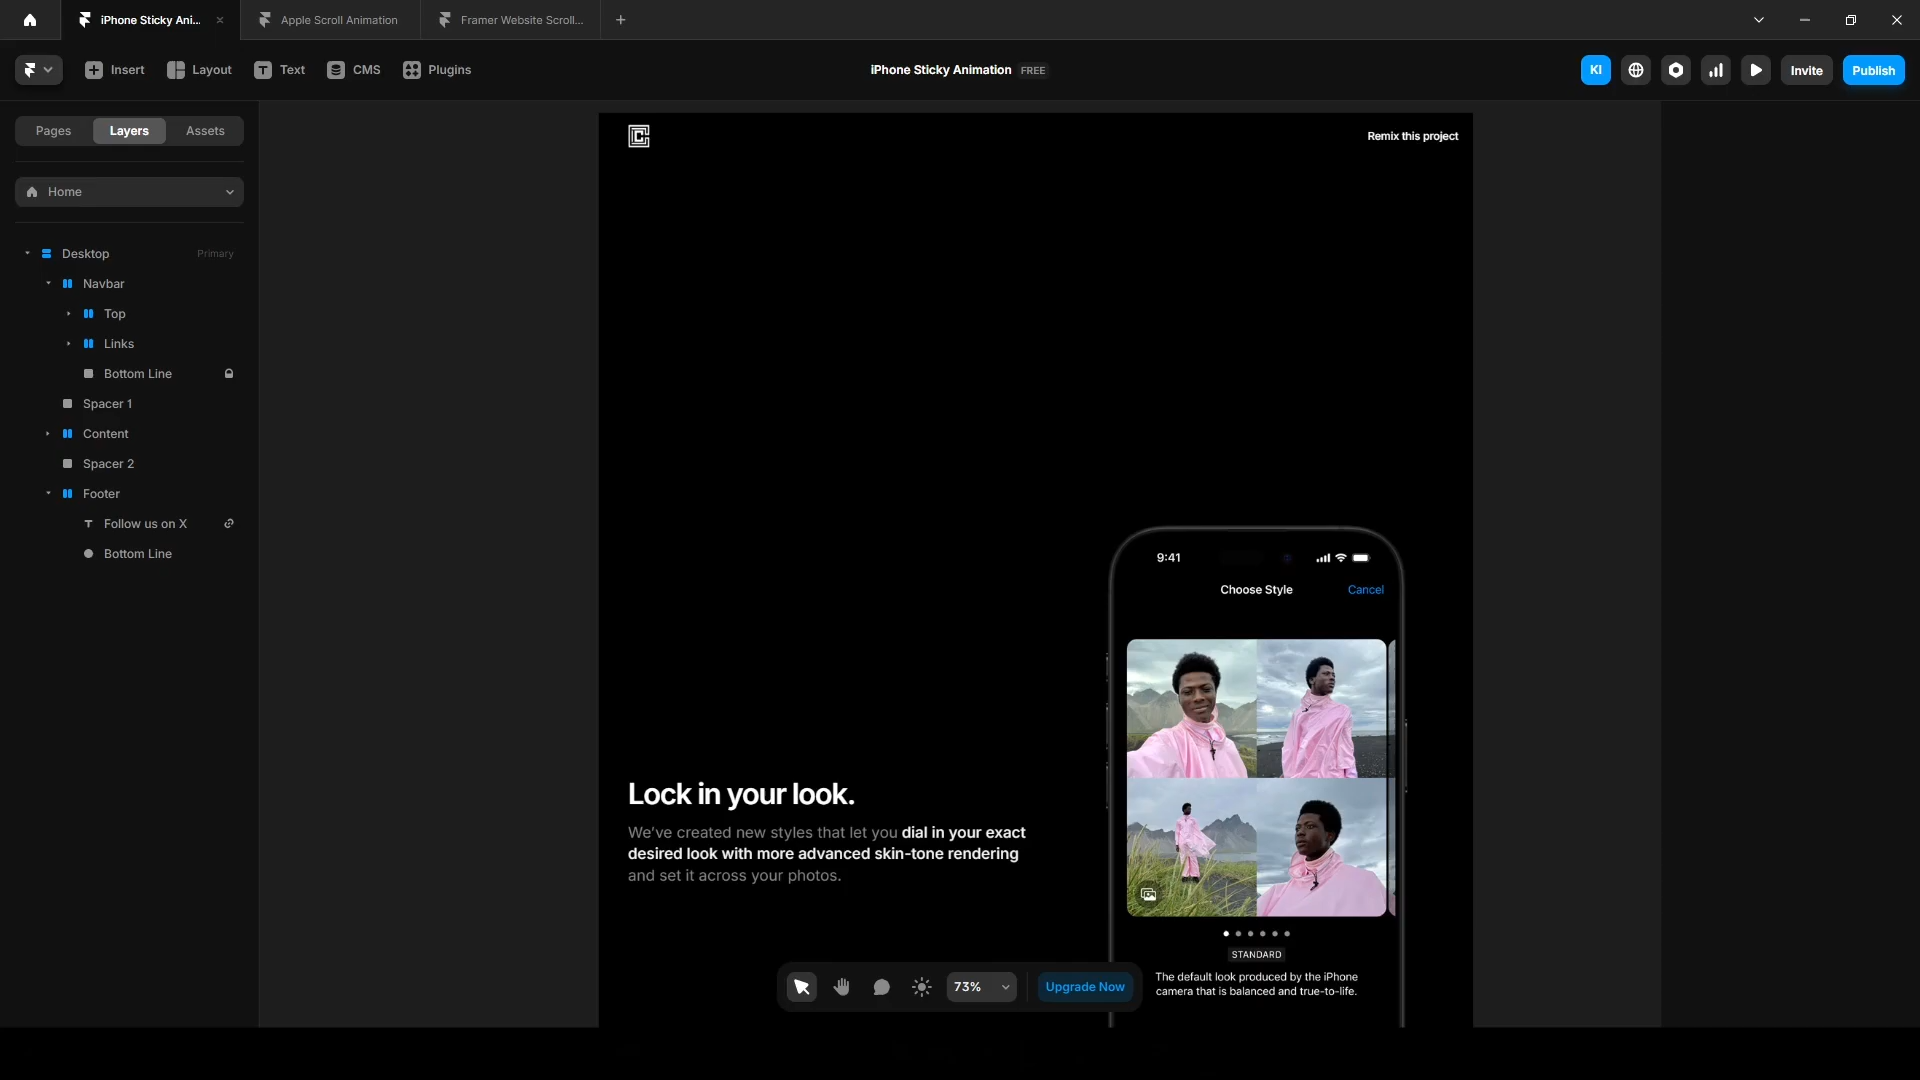 iPhone Sticky Ani...
Apple Scroll Animation
Framer Website Scroll...
Insert
Layout
Text
CMS
Plugins
iPhone Sticky Animation FREE
KI
Invite
Publish
Pages
Layers
Assets
Home
Desktop
Primary
Navbar
Top
Links
Bottom Line
Spacer 1
Content
Spacer 2
Footer
Follow us on X
Bottom Line
Remix this project
9:41
Choose Style
Cancel
Lock in your look.
We've created new styles that let you dial in your exact
desired look with more advanced skin-tone rendering
and set it across your photos.
STANDARD
The default look produced by the iPhone
camera that is balanced and true-to-life.
73%
Upgrade Now